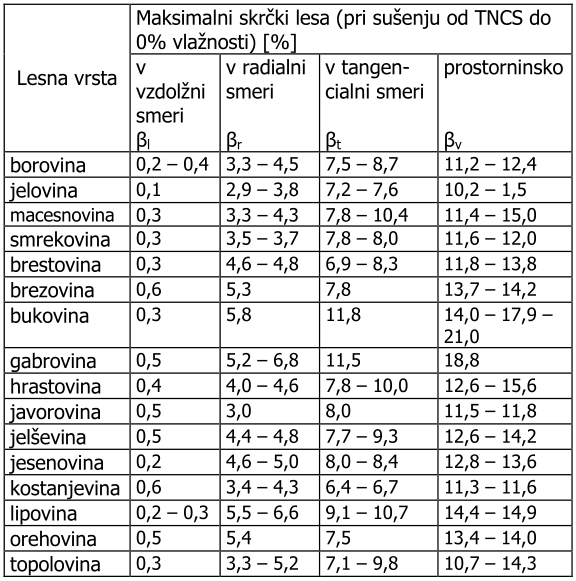 Lesna vrsta
Maksimalni skrčki lesa (pri sušenju od TNCS do
0% vlažnosti) [%]
v
vzdolžni
smeri
βl
v radialni
smeri
βr
v tangen-
cialni smeri
βt
prostorninsko
βv
borovina 0,2 – 0,4 3,3 – 4,5 7,5 – 8,7 11,2 – 12,4
jelovina 0,1 2,9 – 3,8 7,2 – 7,6 10,2 – 1,5
macesnovina 0,3 3,3 – 4,3 7,8 – 10,4 11,4 – 15,0
smrekovina 0,3 3,5 – 3,7 7,8 – 8,0 11,6 – 12,0
brestovina 0,3 4,6 – 4,8 6,9 – 8,3 11,8 – 13,8
brezovina 0,6 5,3 7,8 13,7 – 14,2
bukovina 0,3 5,8 11,8 14,0 – 17,9 –
21,0
gabrovina 0,5 5,2 – 6,8 11,5 18,8
hrastovina 0,4 4,0 – 4,6 7,8 – 10,0 12,6 – 15,6
javorovina 0,5 3,0 8,0 11,5 – 11,8
jelševina 0,5 4,4 – 4,8 7,7 – 9,3 12,6 – 14,2
jesenovina 0,2 4,6 – 5,0 8,0 – 8,4 12,8 – 13,6
kostanjevina 0,6 3,4 – 4,3 6,4 – 6,7 11,3 – 11,6
lipovina 0,2 – 0,3 5,5 – 6,6 9,1 – 10,7 14,4 – 14,9
orehovina 0,5 5,4 7,5 13,4 – 14,0
topolovina 0,3 3,3 – 5,2 7,1 – 9,8 10,7 – 14,3